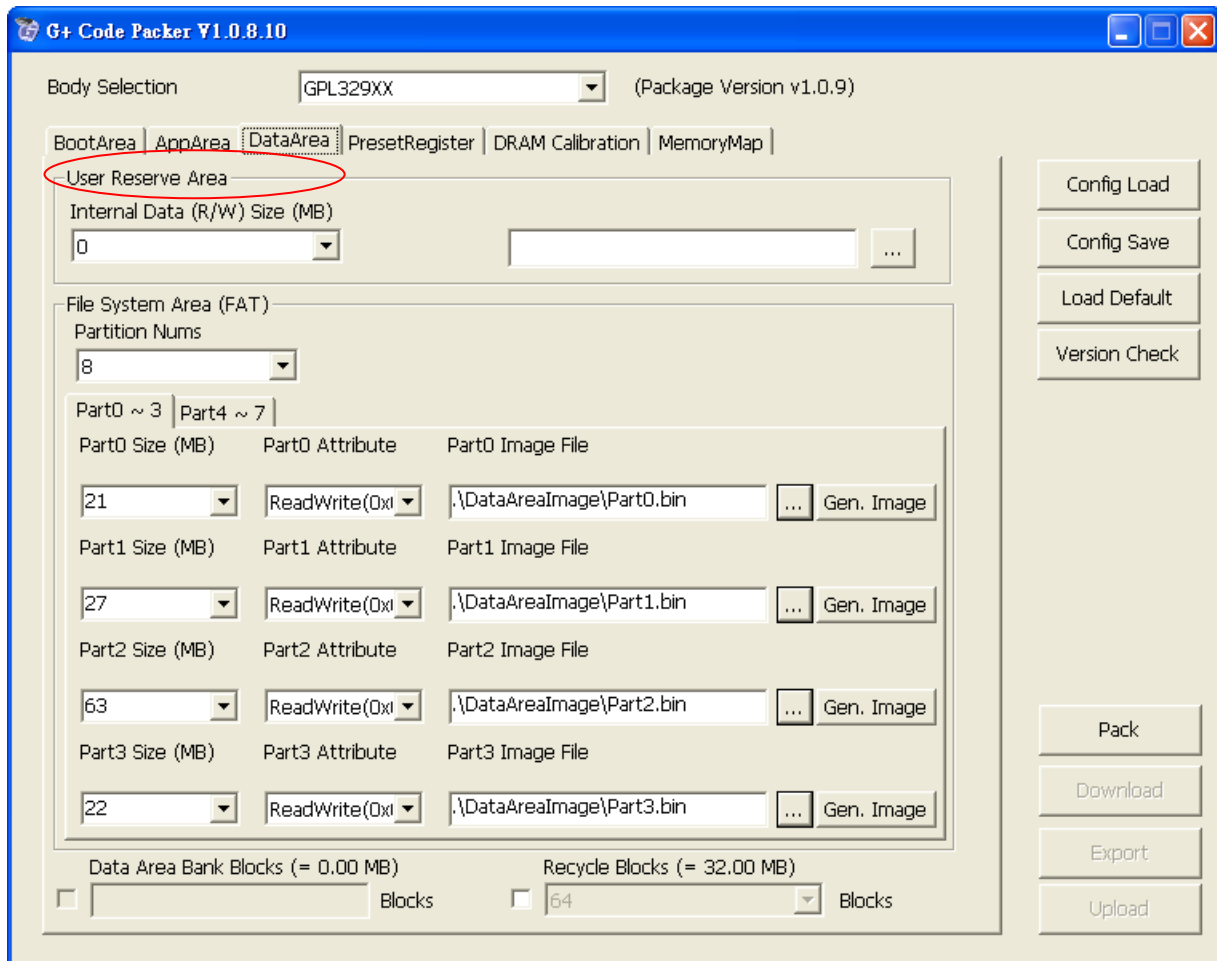 G+ Code Packer V1.0.8.10
Body Selection GPL329XX (Package Version v1.0.9)
BootArea AppArea DataArea PresetRegister DRAM Calibration MemoryMap
User Reserve Area
Internal Data (R/W) Size (MB)
0 ...
File System Area (FAT)
Partition Nums
8
Part0 ~ 3 Part4 ~ 7
Part0 Size (MB) Part0 Attribute Part0 Image File
21 ReadWrite(0x .\DataAreaImage\Part0.bin ... Gen. Image
Part1 Size (MB) Part1 Attribute Part1 Image File
27 ReadWrite(0x .\DataAreaImage\Part1.bin ... Gen. Image
Part2 Size (MB) Part2 Attribute Part2 Image File
63 ReadWrite(0x .\DataAreaImage\Part2.bin ... Gen. Image
Part3 Size (MB) Part3 Attribute Part3 Image File
22 ReadWrite(0x .\DataAreaImage\Part3.bin ... Gen. Image
Data Area Bank Blocks (= 0.00 MB) Recycle Blocks (= 32.00 MB)
Blocks 64 Blocks
Config Load
Config Save
Load Default
Version Check
Pack
Download
Export
Upload